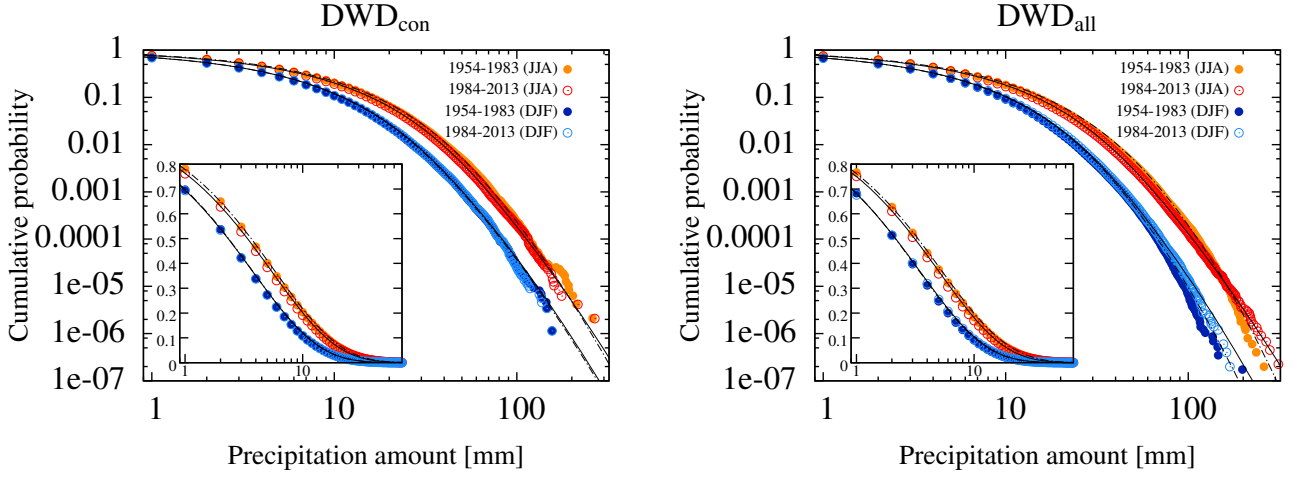 DWD_con
Cumulative probability
1
0.1
0.01
0.001
0.0001
1e-05
1e-06
1e-07
1954-1983 (JJA)
1984-2013 (JJA)
1954-1983 (DJF)
1984-2013 (DJF)
0.8
0.7
0.6
0.5
0.4
0.3
0.2
0.1
0
1 10
1 10 100
Precipitation amount [mm]
DWD_all
Cumulative probability
1
0.1
0.01
0.001
0.0001
1e-05
1e-06
1e-07
1954-1983 (JJA)
1984-2013 (JJA)
1954-1983 (DJF)
1984-2013 (DJF)
0.8
0.7
0.6
0.5
0.4
0.3
0.2
0.1
0
1 10
1 10 100
Precipitation amount [mm]